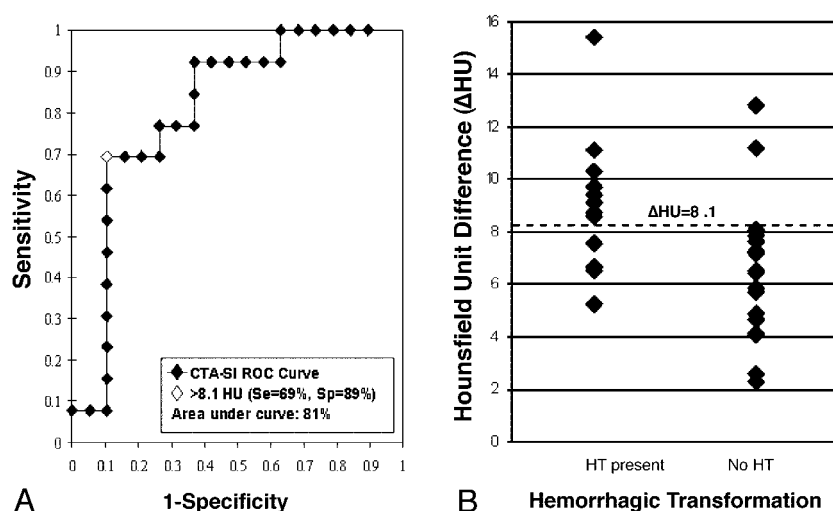 Sensitivity
1
0.9
0.8
0.7
0.6
0.5
0.4
0.3
0.2
0.1
0
CTA-SI ROC Curve
>8.1 HU (Se=69%, Sp=89%)
Area under curve: 81%
0 0.1 0.2 0.3 0.4 0.5 0.6 0.7 0.8 0.9 1
A 1-Specificity
Hounsfield Unit Difference (ΔHU)
16
14
12
10
8
6
4
2
0
ΔHU=8 .1
HT present No HT
B Hemorrhagic Transformation